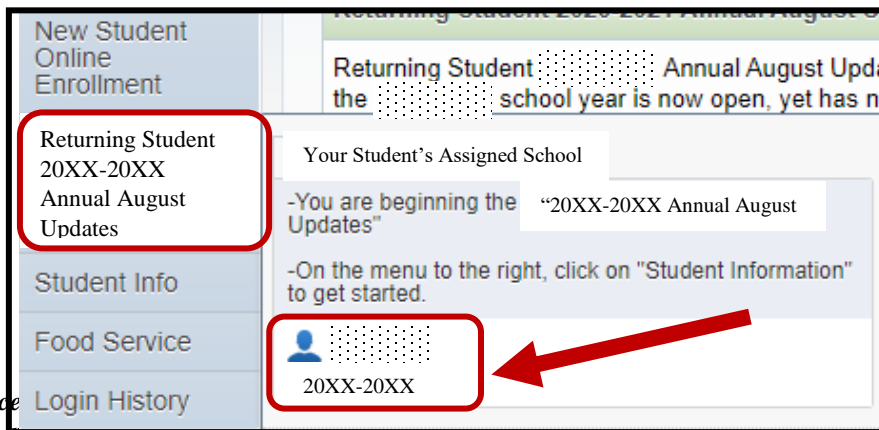 New Student
Online
Enrollment
Returning Student 2020-2021 Annual August
Returning Student Annual August Upda
the school year is now open, yet has n
Returning Student
20XX-20XX
Annual August
Updates
Your Student’s Assigned School
-You are beginning the “20XX-20XX Annual August
Updates"
-On the menu to the right, click on "Student Information"
to get started.
20XX-20XX
Student Info
Food Service
Login History